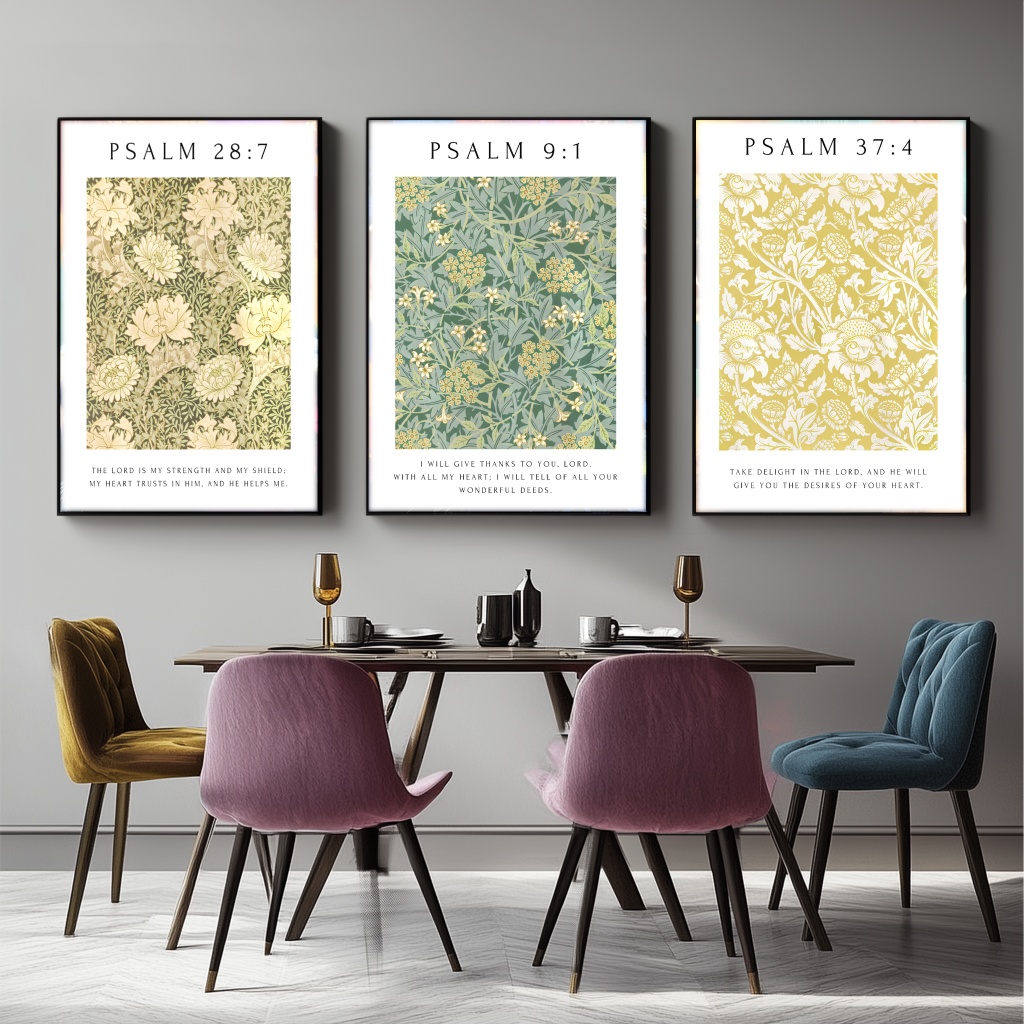 PSALM 28:7
THE LORD IS MY STRENGTH AND MY SHIELD;
MY HEART TRUSTS IN HIM, AND HE HELPS ME.
PSALM 9:1
I WILL GIVE THANKS TO YOU, LORD,
WITH ALL MY HEART; I WILL TELL OF ALL YOUR
WONDERFUL DEEDS.
PSALM 37:4
TAKE DELIGHT IN THE LORD, AND HE WILL
GIVE YOU THE DESIRES OF YOUR HEART.